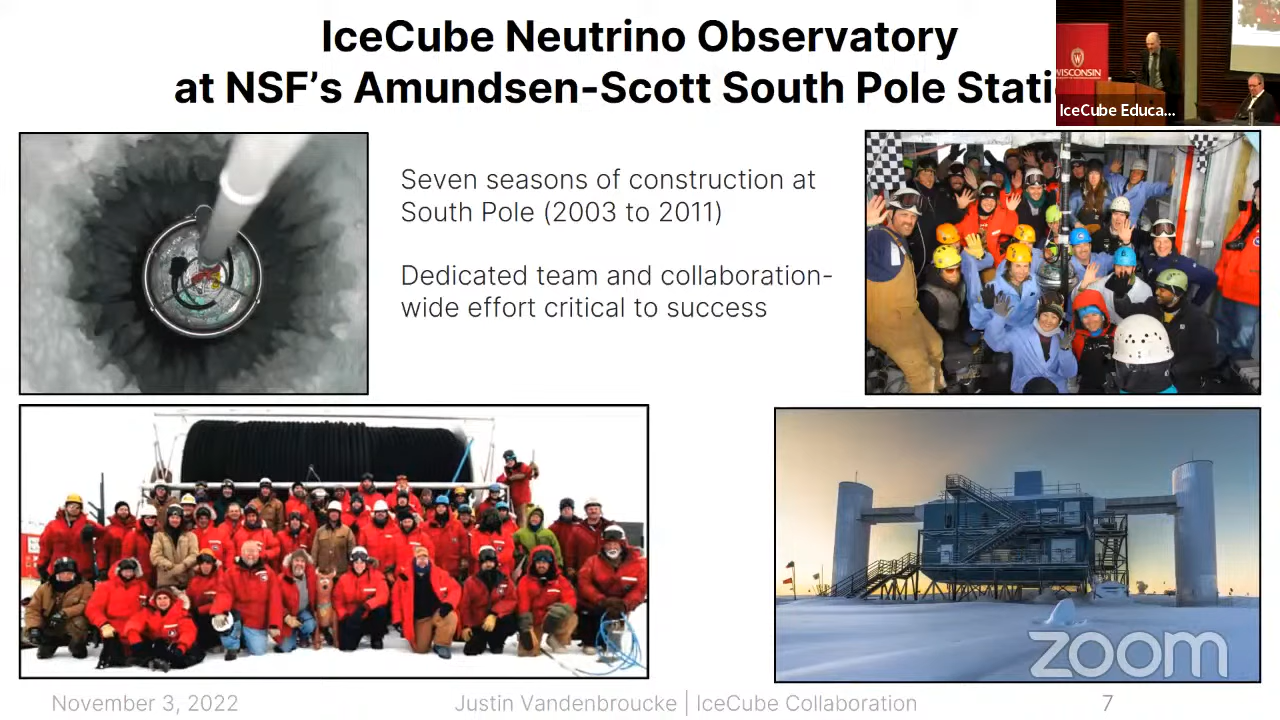 IceCube Neutrino Observatory
at NSF's Amundsen-Scott South Pole Stati
WISCONSIN
IceCube Educa...
Seven seasons of construction at
South Pole (2003 to 2011)
Dedicated team and collaboration-
wide effort critical to success
zoom
November 3, 2022
Justin Vandenbroucke | IceCube Collaboration
7